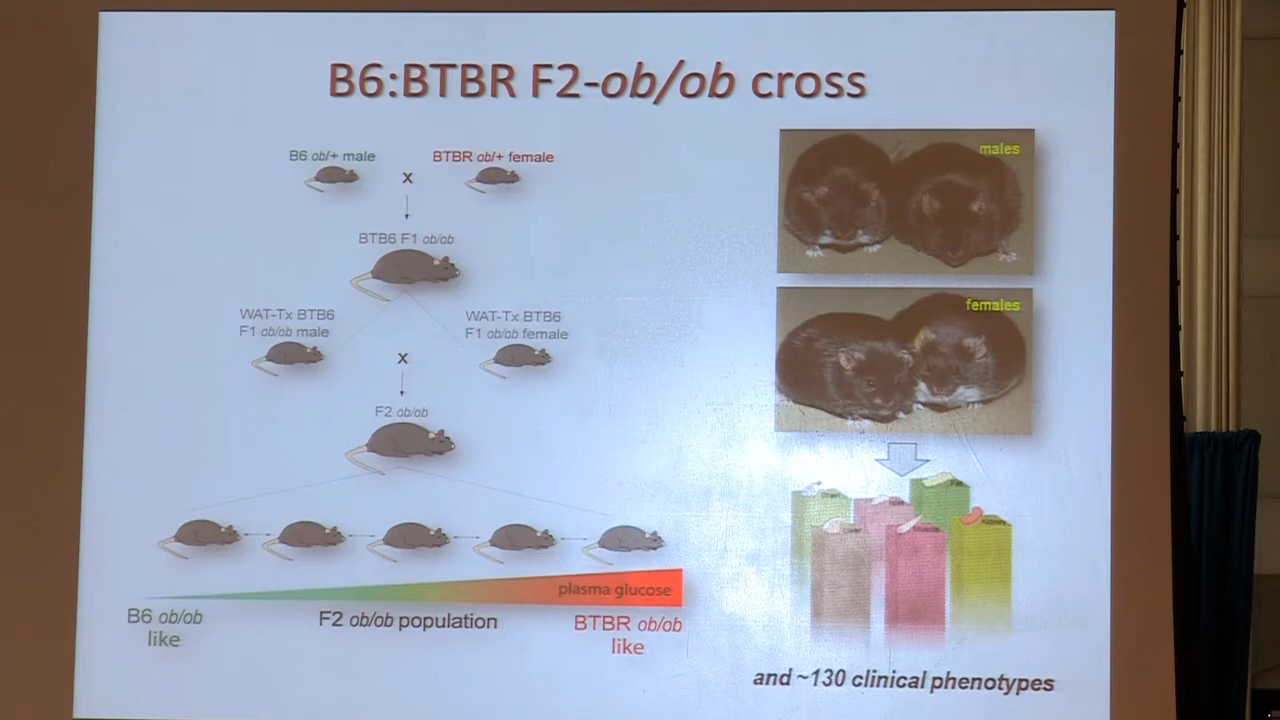 B6:BTBR F2-ob/ob cross
B6 ob/+ male
BTBR ob/+ female
x
BTB6 F1 ob/ob
WAT-Tx BTB6
F1 ob/ob male
WAT-Tx BTB6
F1 ob/ob female
x
F2 ob/ob
plasma glucose
B6 ob/ob
like
F2 ob/ob population
BTBR ob/ob
like
males
females
and ~130 clinical phenotypes